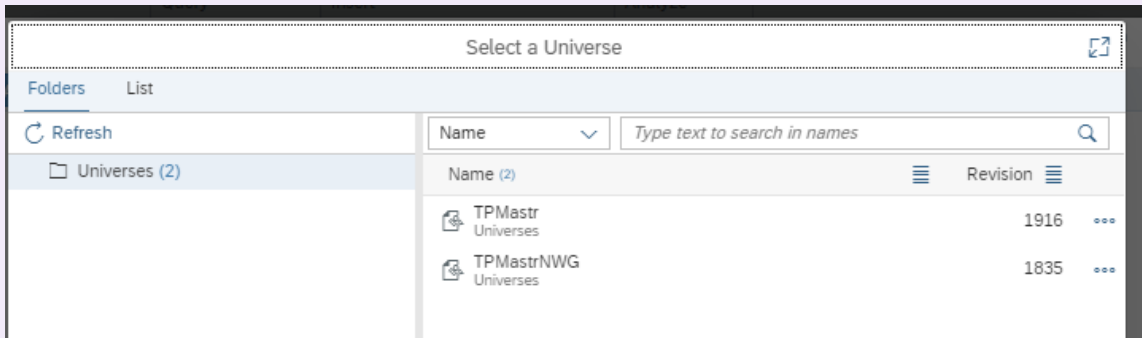 Select a Universe
Folders List
Refresh
Name Type text to search in names
Universes (2)
Name (2) Revision
TPMastr 1916
Universes
TPMastrNWG 1835
Universes